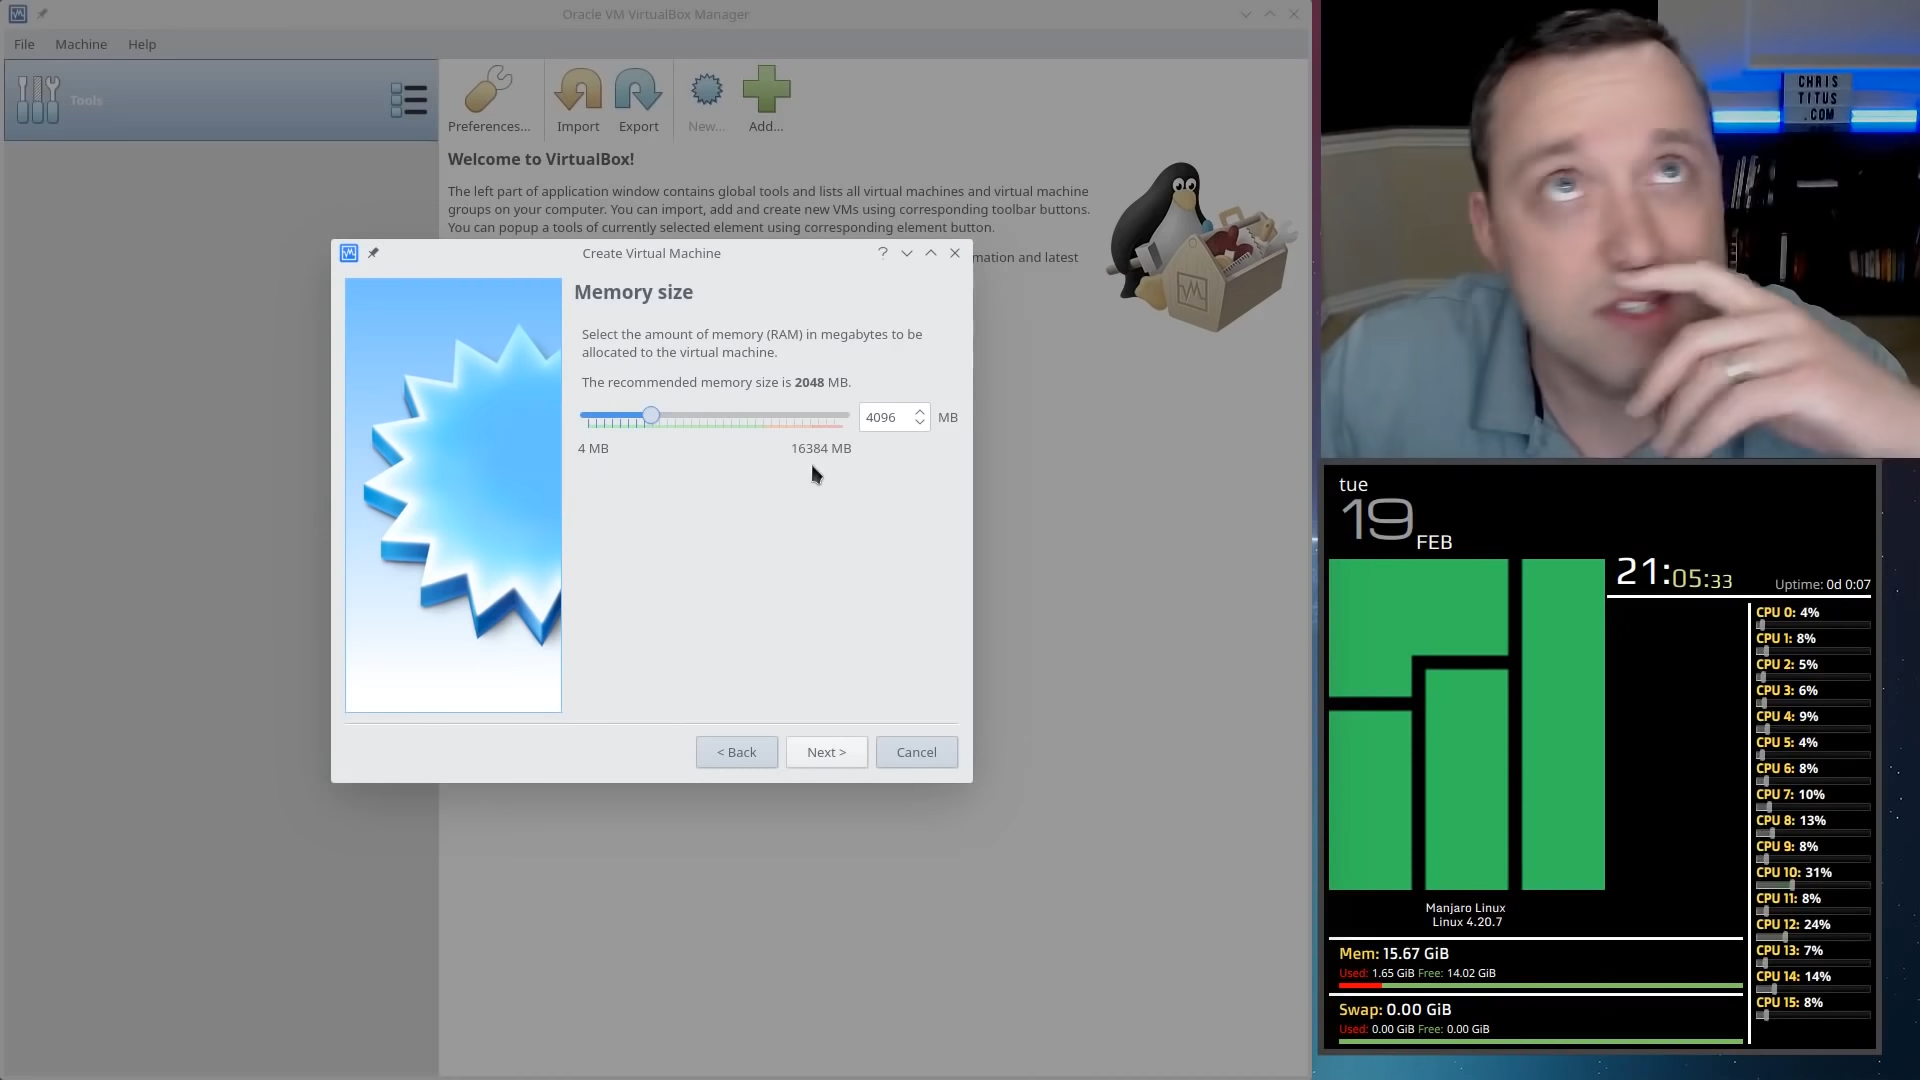 Oracle VM VirtualBox Manager
File Machine Help
Tools
Preferences... Import Export New... Add...
Welcome to VirtualBox!
The left part of application window contains global tools and lists all virtual machines and virtual machine
groups on your computer. You can import, add and create new VMs using corresponding toolbar buttons.
You can popup a tools of currently selected element using corresponding element button.
mation and latest
Create Virtual Machine
Memory size
Select the amount of memory (RAM) in megabytes to be
allocated to the virtual machine.
The recommended memory size is 2048 MB.
4096 MB
4 MB 16384 MB
< Back Next > Cancel
CHRIS
TITUS
.COM
tue
19 FEB
21:05:33
Uptime: 0d 0:07
CPU 0: 4%
CPU 1: 8%
CPU 2: 5%
CPU 3: 6%
CPU 4: 9%
CPU 5: 4%
CPU 6: 8%
CPU 7: 10%
CPU 8: 13%
CPU 9: 8%
CPU 10: 31%
CPU 11: 8%
CPU 12: 24%
CPU 13: 7%
CPU 14: 14%
CPU 15: 8%
Manjaro Linux
Linux 4.20.7
Mem: 15.67 GiB
Used: 1.65 GiB Free: 14.02 GiB
Swap: 0.00 GiB
Used: 0.00 GiB Free: 0.00 GiB